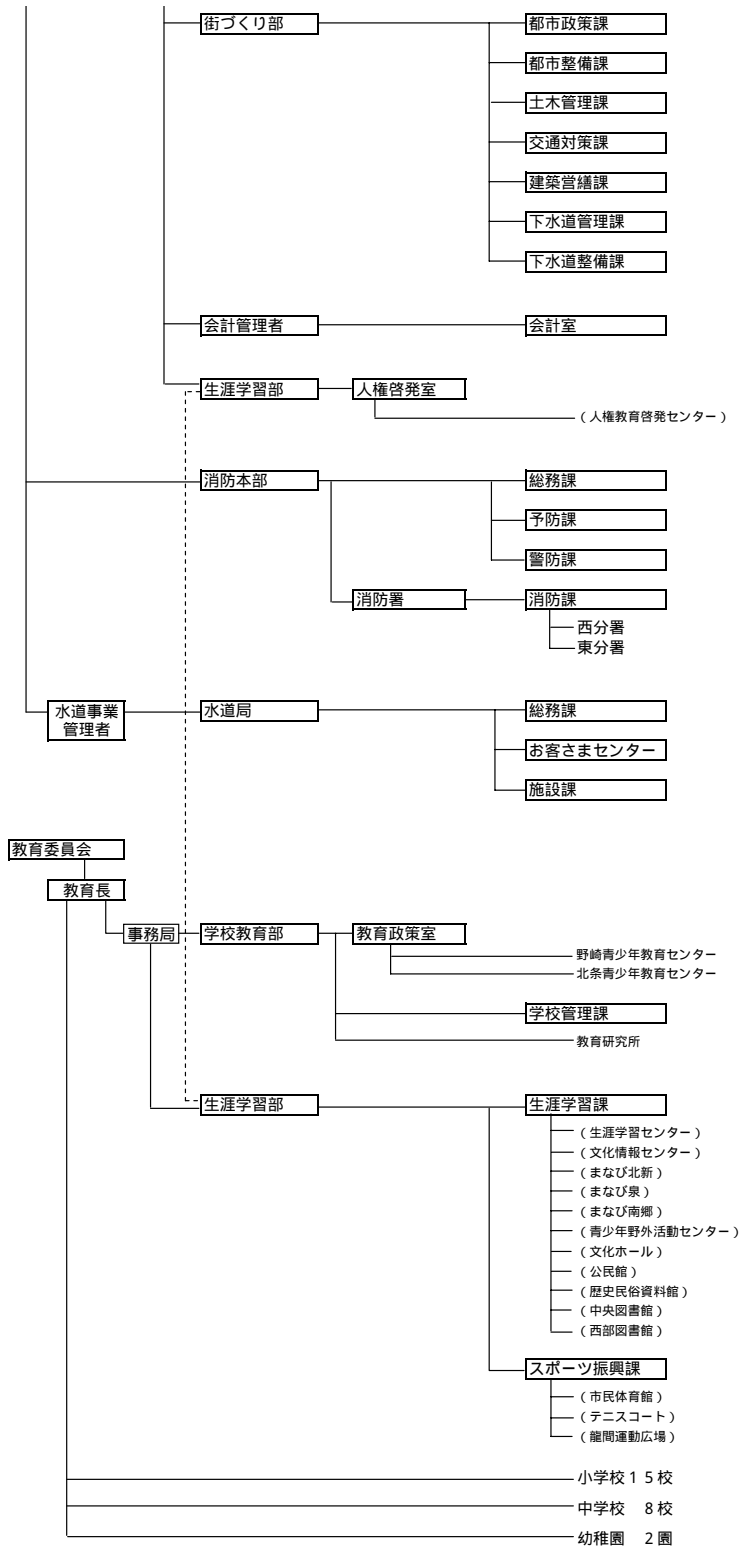 街づくり部
都市政策課
都市整備課
土木管理課
交通対策課
建築営繕課
下水道管理課
下水道整備課
会計管理者
会計室
生涯学習部
人権啓発室
（人権教育啓発センター）
消防本部
総務課
予防課
警防課
消防署
消防課
西分署
東分署
水道事業
管理者
水道局
総務課
お客さまセンター
施設課
教育委員会
教育長
事務局
学校教育部
教育政策室
野崎青少年教育センター
北条青少年教育センター
学校管理課
教育研究所
生涯学習部
生涯学習課
（生涯学習センター）
（文化情報センター）
（まなび北新）
（まなび泉）
（まなび南郷）
（青少年野外活動センター）
（文化ホール）
（公民館）
（歴史民俗資料館）
（中央図書館）
（西部図書館）
スポーツ振興課
（市民体育館）
（テニスコート）
（龍間運動広場）
小学校１５校
中学校　８校
幼稚園　２園